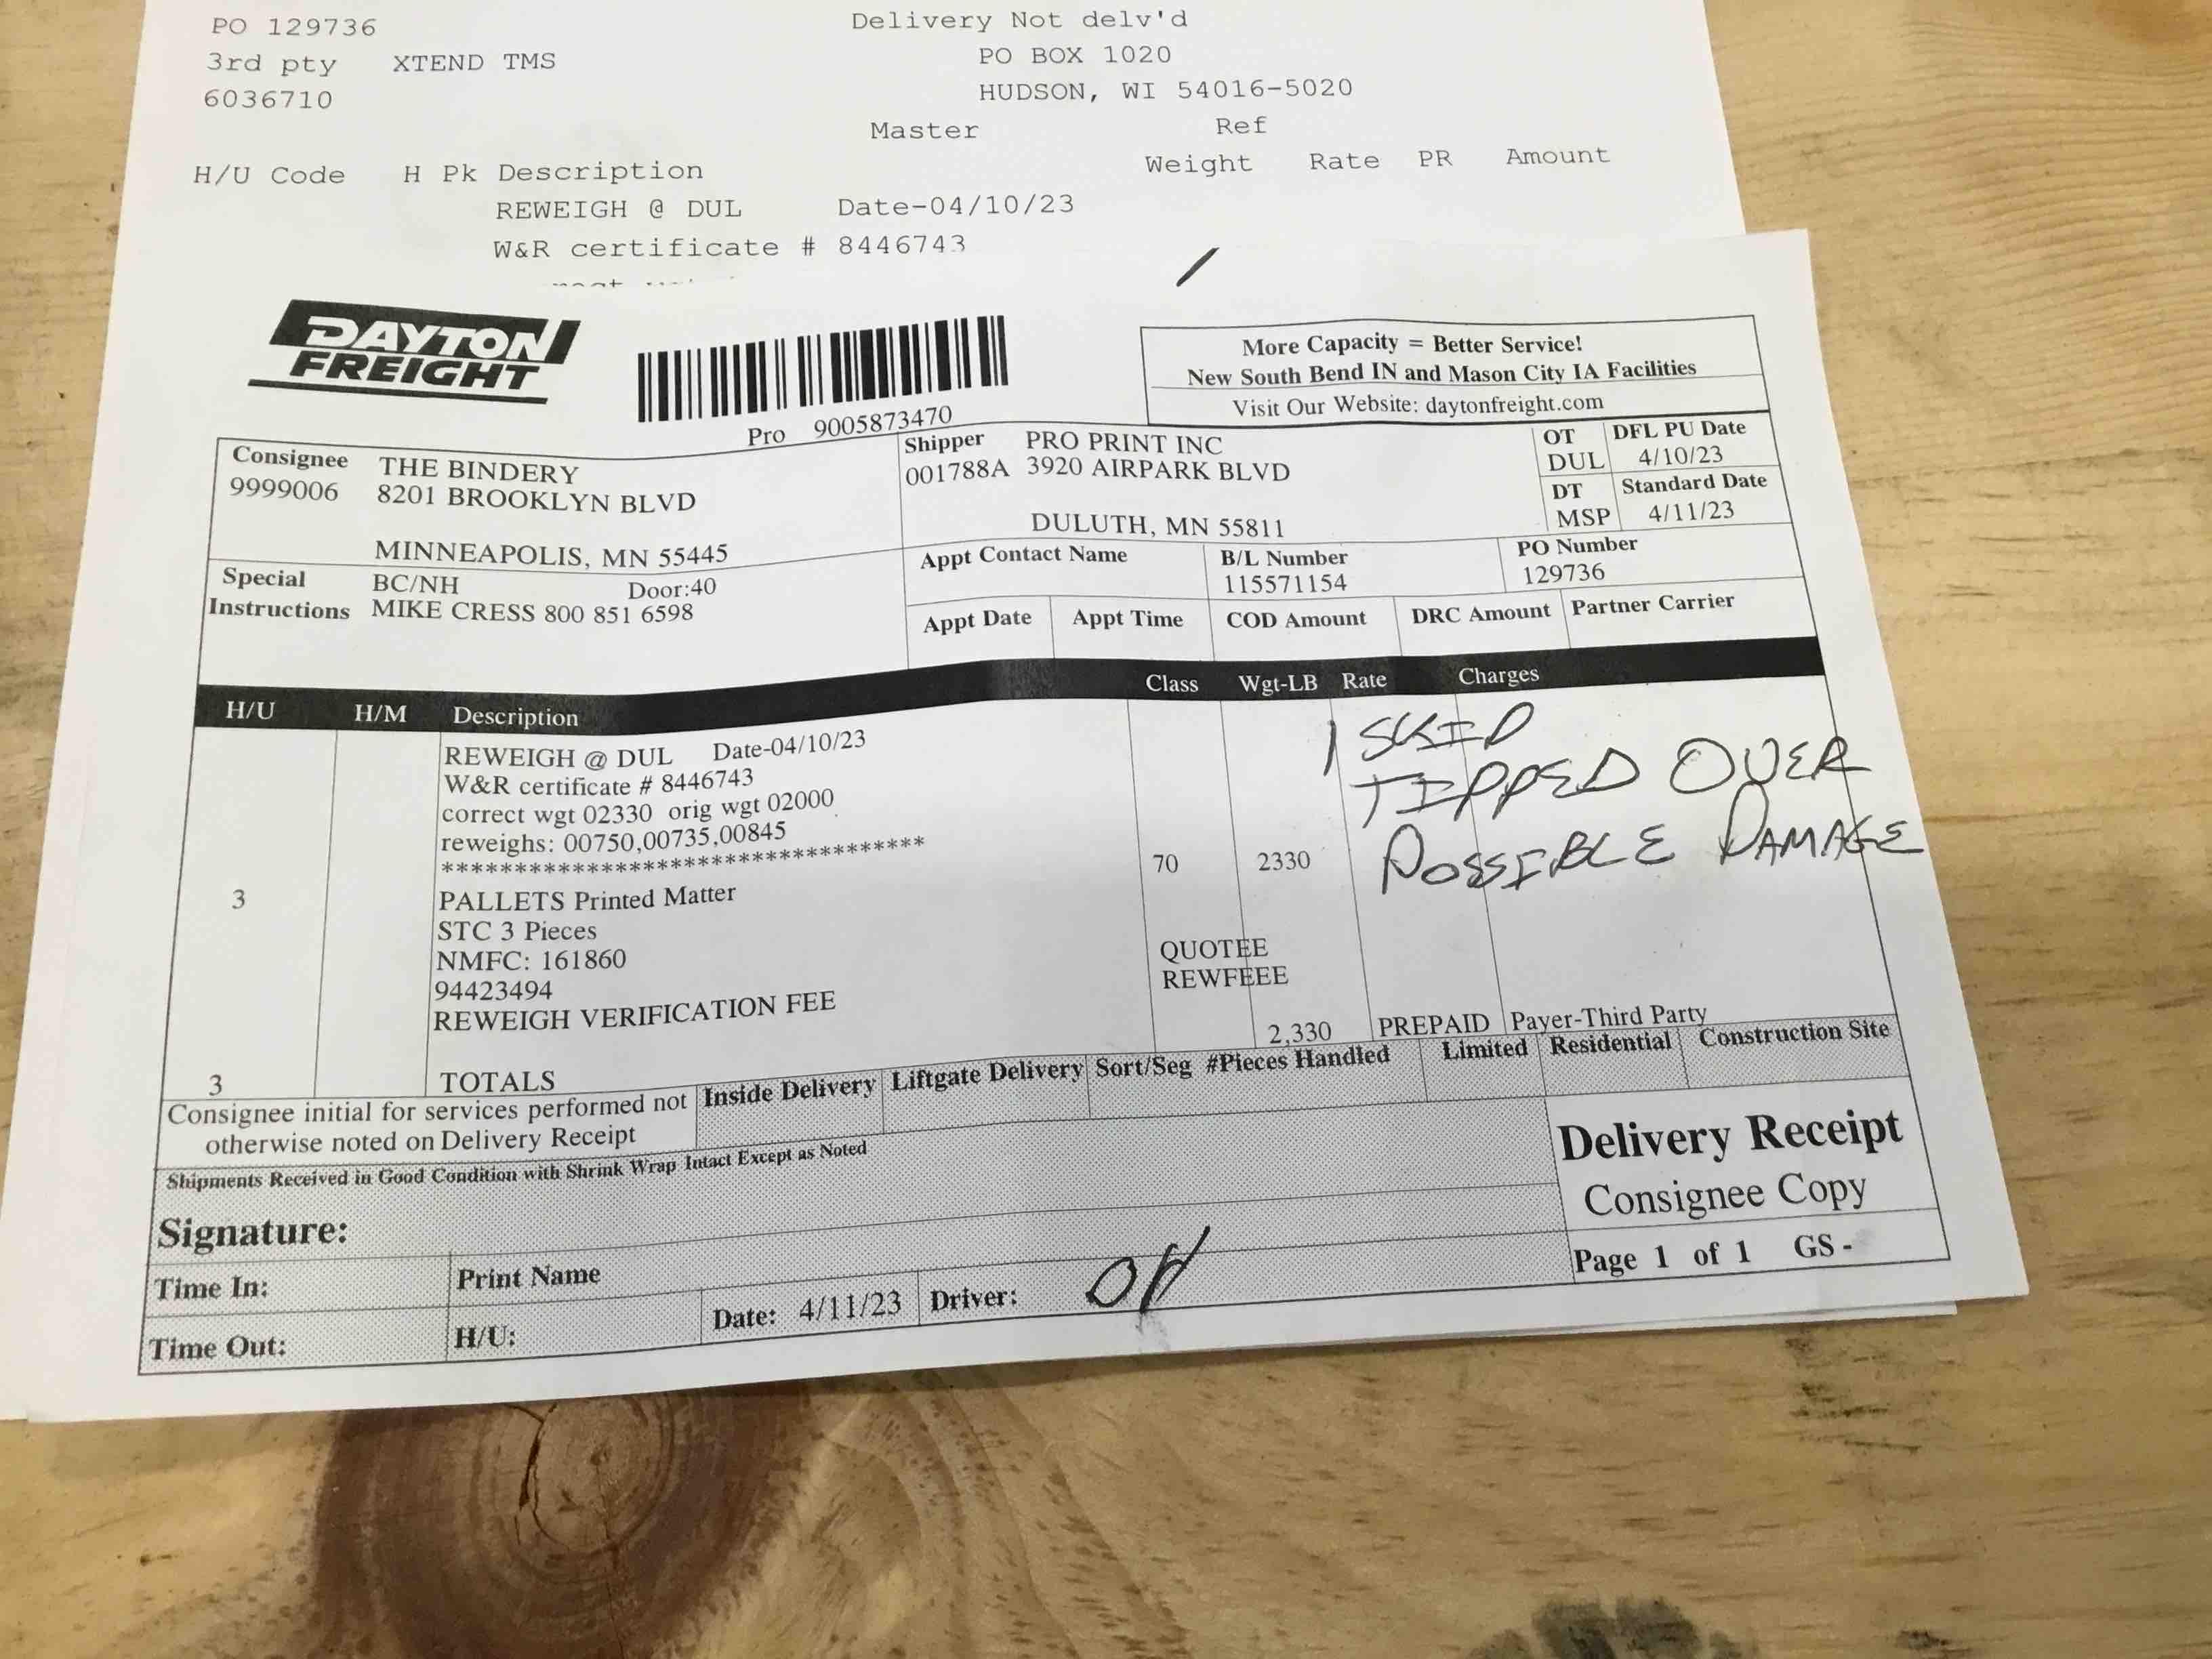 PO 129736 Delivery Not delv'd
3rd pty XTEND TMS PO BOX 1020
6036710 HUDSON, WI 54016-5020
Master Ref
H/U Code H Pk Description Weight Rate PR Amount
REWEIGH @ DUL Date-04/10/23
W&R certificate # 8446743
DAYTON
FREIGHT
Pro 9005873470
More Capacity = Better Service!
New South Bend IN and Mason City IA Facilities
Visit Our Website: daytonfreight.com
Consignee THE BINDERY
9999006 8201 BROOKLYN BLVD
MINNEAPOLIS, MN 55445
Shipper PRO PRINT INC
001788A 3920 AIRPARK BLVD
DULUTH, MN 55811
OT DFL PU Date
DUL 4/10/23
DT Standard Date
MSP 4/11/23
Special BC/NH Door:40
Instructions MIKE CRESS 800 851 6598
Appt Contact Name B/L Number PO Number
115571154 129736
Appt Date Appt Time COD Amount DRC Amount Partner Carrier
H/U H/M Description Class Wgt-LB Rate Charges
REWEIGH @ DUL Date-04/10/23
W&R certificate # 8446743
correct wgt 02330 orig wgt 02000
reweighs: 00750,00735,00845
***********************************
70 2330
1 SKID
TIPPED OVER
POSSIBLE DAMAGE
3 PALLETS Printed Matter
STC 3 Pieces
NMFC: 161860 QUOTEE
94423494 REWFEEE
REWEIGH VERIFICATION FEE
3 TOTALS 2,330 PREPAID Payer-Third Party
Consignee initial for services performed not
otherwise noted on Delivery Receipt
Inside Delivery Liftgate Delivery Sort/Seg #Pieces Handled Limited Residential Construction Site
Shipments Received in Good Condition with Shrink Wrap Intact Except as Noted
Delivery Receipt
Consignee Copy
Signature:
Page 1 of 1 GS -
Time In: Print Name
Time Out: H/U: Date: 4/11/23 Driver: